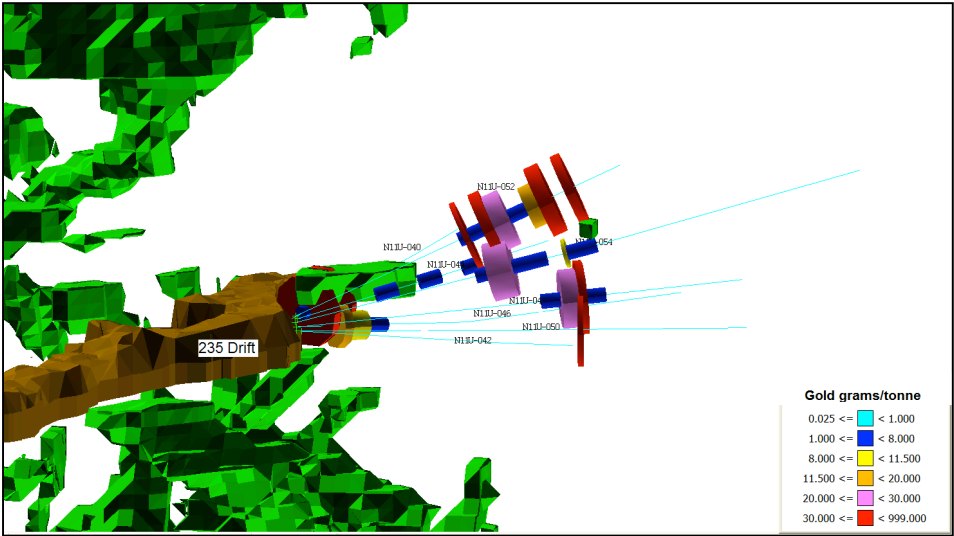 N11U-052
N11U-040
N11U-046
N11U-050
N11U-042
235 Drift
Gold grams/tonne
0.025 <= < 1.000
1.000 <= < 8.000
8.000 <= < 11.500
11.500 <= < 20.000
20.000 <= < 30.000
30.000 <= < 999.000